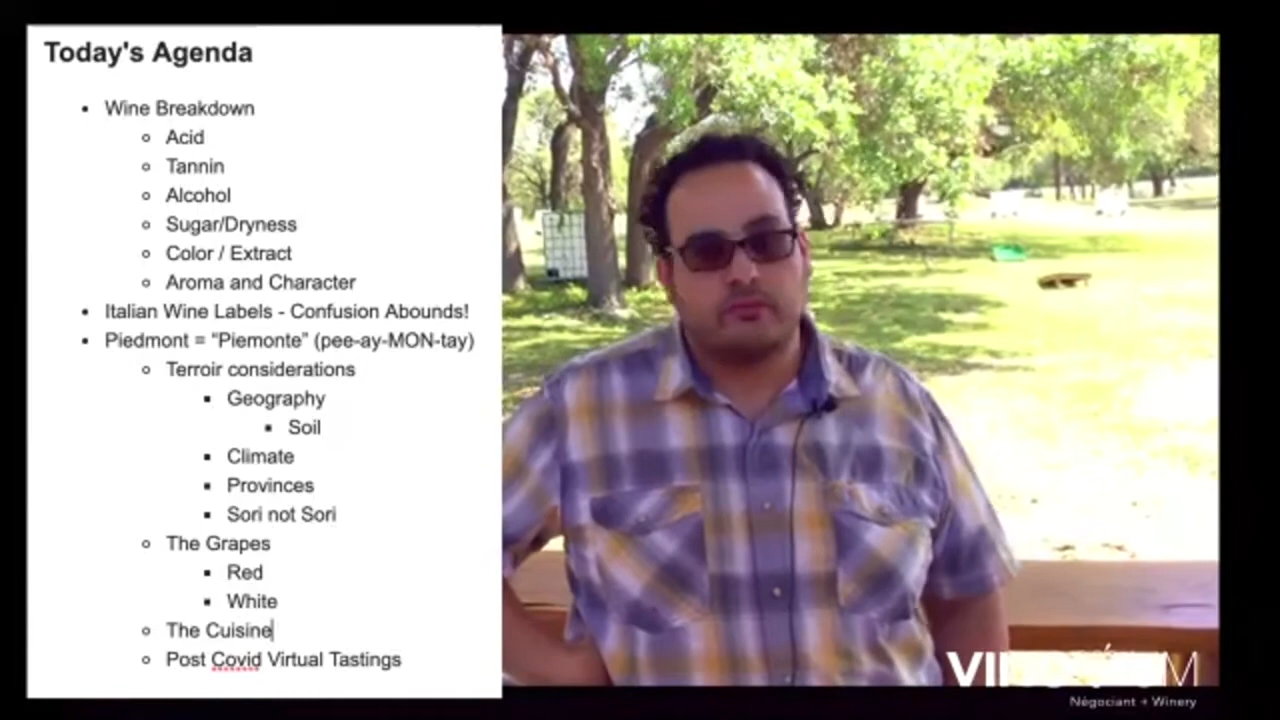 Today's Agenda
Wine Breakdown
Acid
Tannin
Alcohol
Sugar/Dryness
Color / Extract
Aroma and Character
Italian Wine Labels - Confusion Abounds!
Piedmont = “Piemonte” (pee-ay-MON-tay)
Terroir considerations
Geography
Soil
Climate
Provinces
Sori not Sori
The Grapes
Red
White
The Cuisine
Post Covid Virtual Tastings
Négociant + Winery